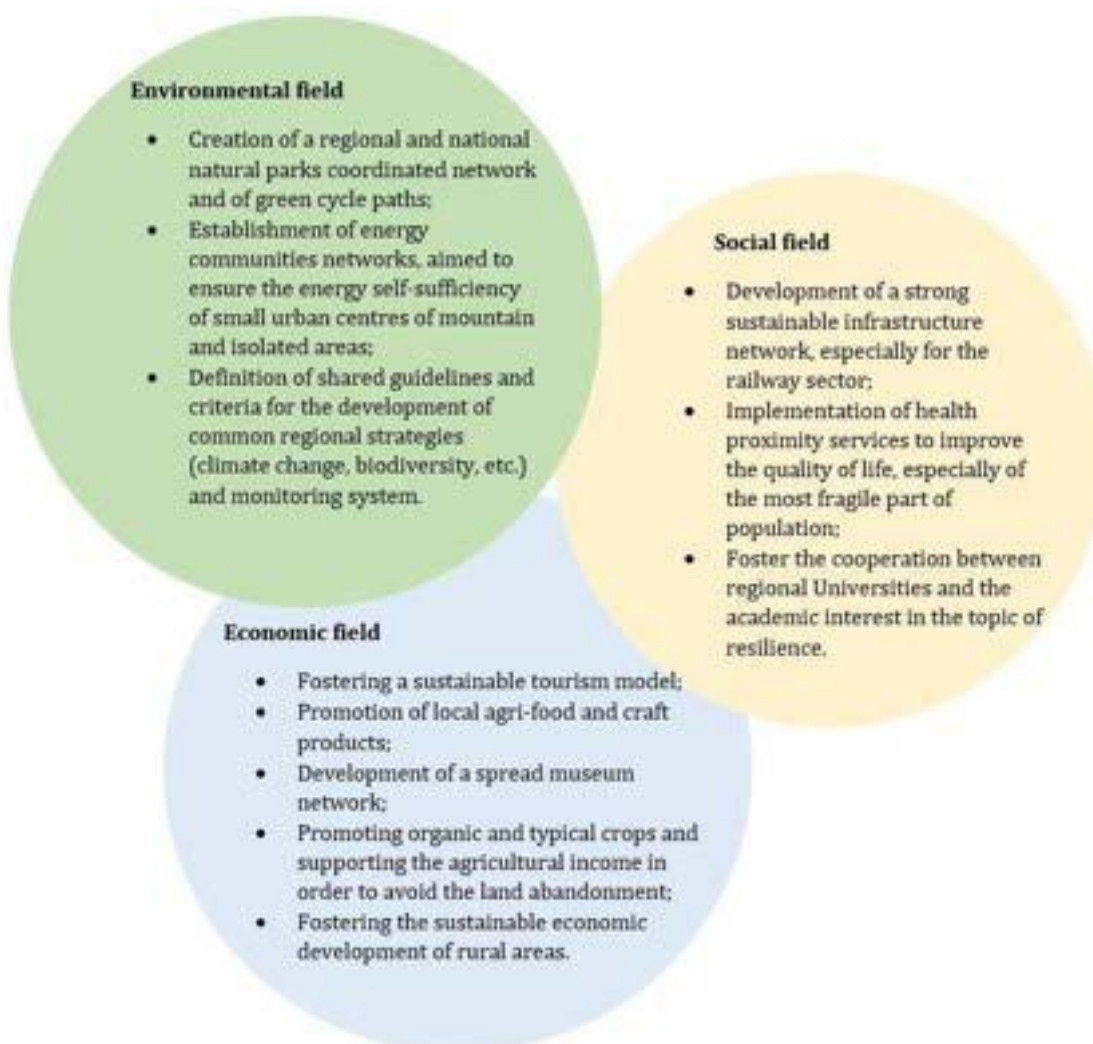 Environmental field
• Creation of a regional and national
natural parks coordinated network
and of green cycle paths;
• Establishment of energy
communities networks, aimed to
ensure the energy self-sufficiency
of small urban centres of mountain
and isolated areas;
• Definition of shared guidelines and
criteria for the development of
common regional strategies
(climate change, biodiversity, etc.)
and monitoring system.
Social field
• Development of a strong
sustainable infrastructure
network, especially for the
railway sector;
• Implementation of health
proximity services to improve
the quality of life, especially of
the most fragile part of
population;
• Foster the cooperation between
regional Universities and the
academic interest in the topic of
resilience.
Economic field
• Fostering a sustainable tourism model;
• Promotion of local agri-food and craft
products;
• Development of a spread museum
network;
• Promoting organic and typical crops and
supporting the agricultural income in
order to avoid the land abandonment;
• Fostering the sustainable economic
development of rural areas.